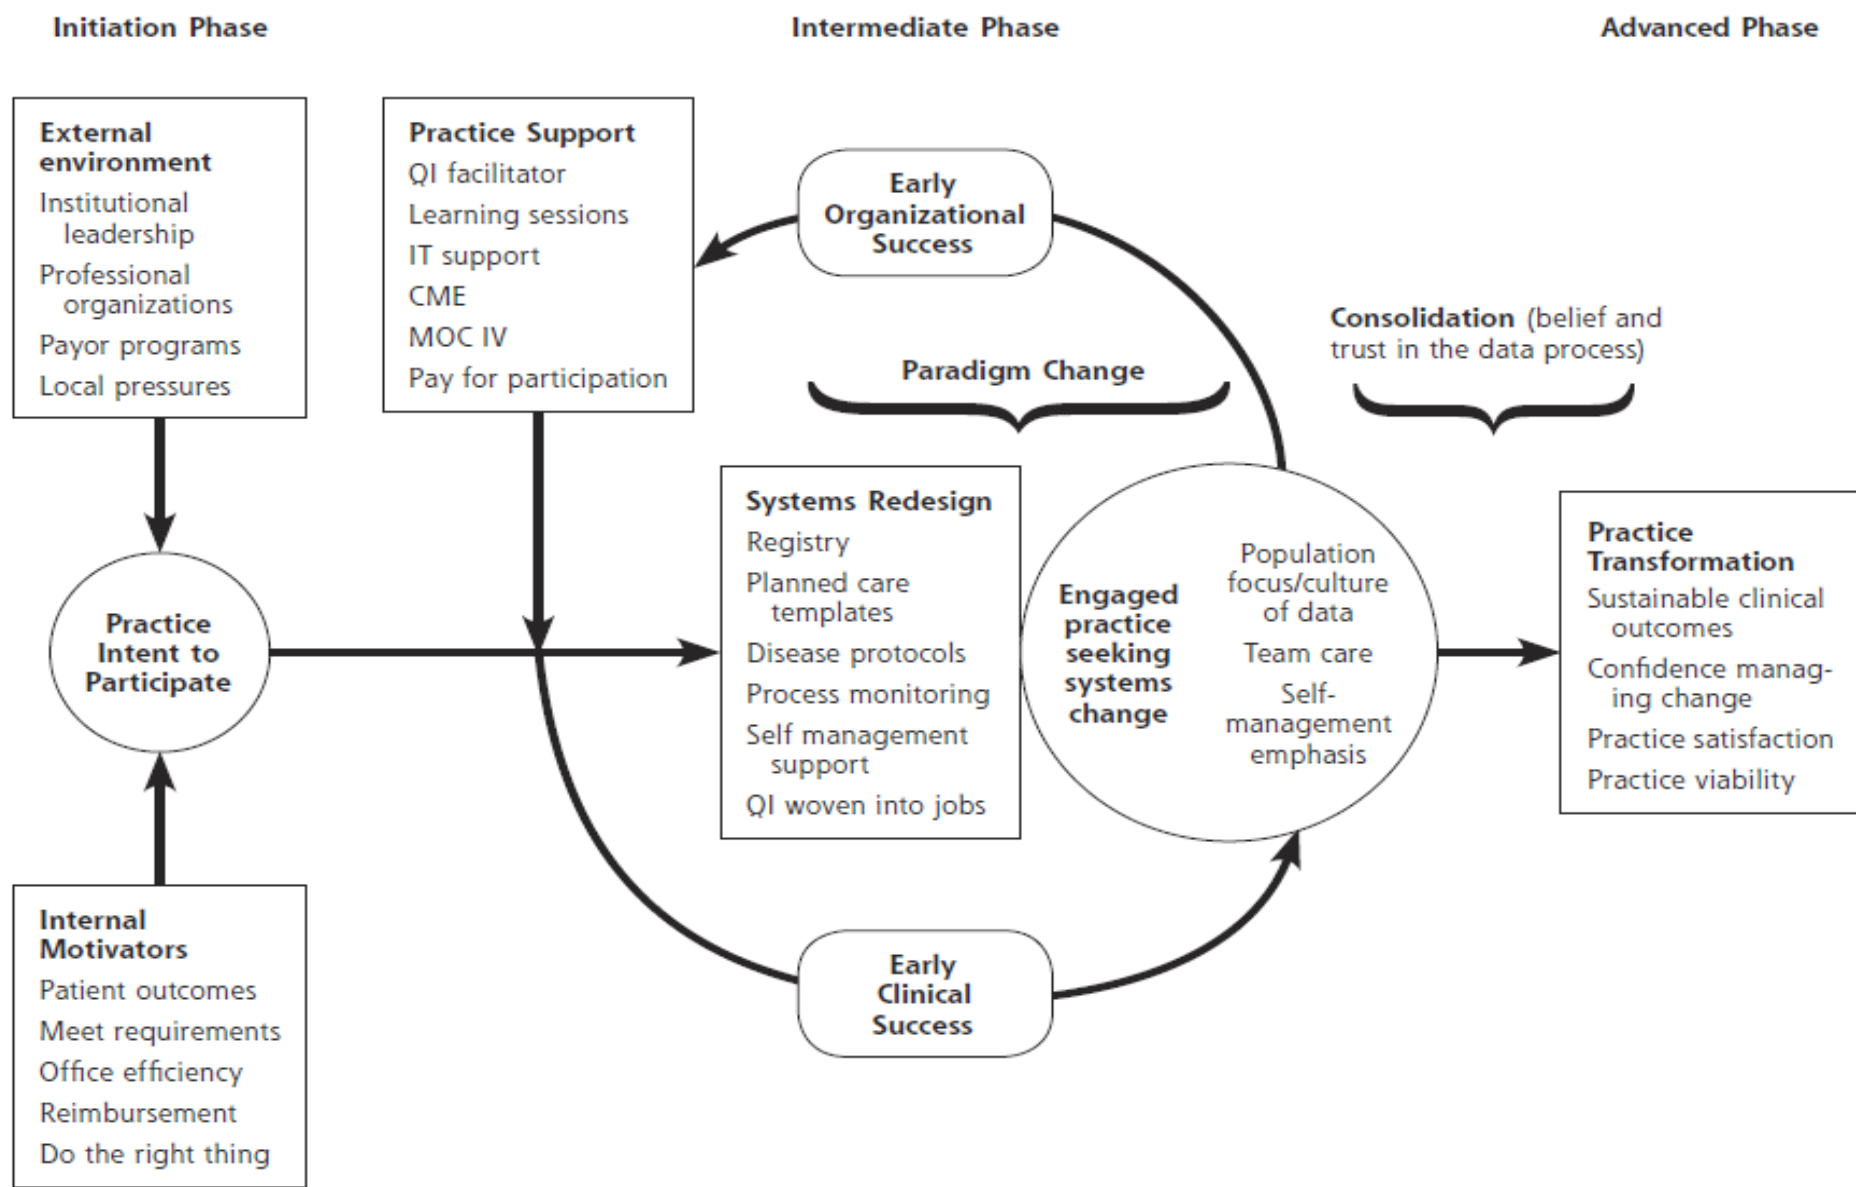 Initiation Phase
Intermediate Phase
Advanced Phase
External
environment
Institutional
leadership
Professional
organizations
Payor programs
Local pressures
Practice
Intent to
Participate
Internal
Motivators
Patient outcomes
Meet requirements
Office efficiency
Reimbursement
Do the right thing
Practice Support
QI facilitator
Learning sessions
IT support
CME
MOC IV
Pay for participation
Early
Organizational
Success
Paradigm Change
Systems Redesign
Registry
Planned care
templates
Disease protocols
Process monitoring
Self management
support
QI woven into jobs
Engaged
practice
seeking
systems
change
Population
focus/culture
of data
Team care
Self-
management
emphasis
Early
Clinical
Success
Consolidation (belief and
trust in the data process)
Practice
Transformation
Sustainable clinical
outcomes
Confidence manag-
ing change
Practice satisfaction
Practice viability